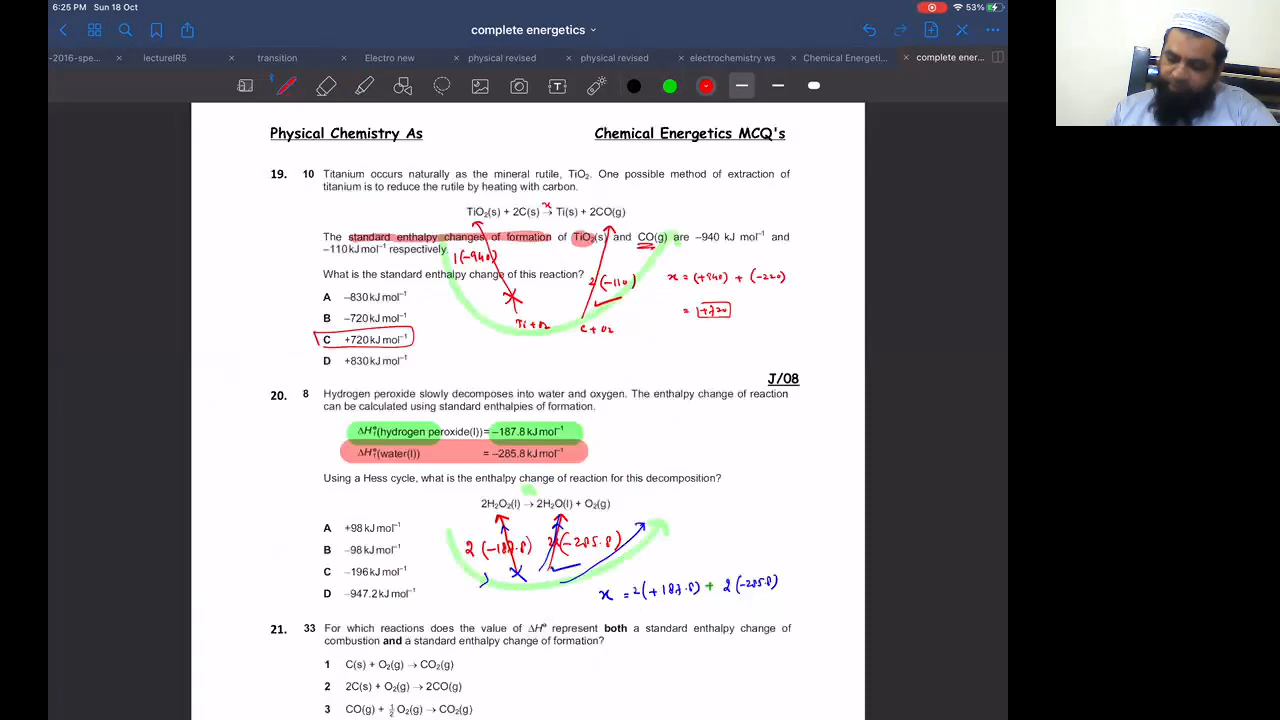 6:25 PM Sun 18 Oct
53%
complete energetics
-2016-spe...
lectureIR5
transition
Electro new
physical revised
physical revised
electrochemistry ws
Chemical Energeti...
complete ener...
Physical Chemistry As
Chemical Energetics MCQ's
19. 10 Titanium occurs naturally as the mineral rutile, TiO₂. One possible method of extraction of
titanium is to reduce the rutile by heating with carbon.
x
TiO₂(s) + 2C(s) → Ti(s) + 2CO(g)
The standard enthalpy changes of formation of TiO₂(s) and CO(g) are –940 kJ mol⁻¹ and
–110 kJ mol⁻¹ respectively.
1(-940)
What is the standard enthalpy change of this reaction?
2(-110)
x = (+940) + (-220)
= +720
Ti + O₂
C + O₂
A –830 kJ mol⁻¹
B –720 kJ mol⁻¹
C +720 kJ mol⁻¹
D +830 kJ mol⁻¹
J/08
20. 8 Hydrogen peroxide slowly decomposes into water and oxygen. The enthalpy change of reaction
can be calculated using standard enthalpies of formation.
ΔH⦵f(hydrogen peroxide(l)) = –187.8 kJ mol⁻¹
ΔH⦵f(water(l)) = –285.8 kJ mol⁻¹
Using a Hess cycle, what is the enthalpy change of reaction for this decomposition?
2H₂O₂(l) → 2H₂O(l) + O₂(g)
2(-187.8)
2(-285.8)
x = 2(+187.8) + 2(-285.8)
A +98 kJ mol⁻¹
B –98 kJ mol⁻¹
C –196 kJ mol⁻¹
D –947.2 kJ mol⁻¹
21. 33 For which reactions does the value of ΔH⦵ represent both a standard enthalpy change of
combustion and a standard enthalpy change of formation?
1 C(s) + O₂(g) → CO₂(g)
2 2C(s) + O₂(g) → 2CO(g)
3 CO(g) + ½ O₂(g) → CO₂(g)